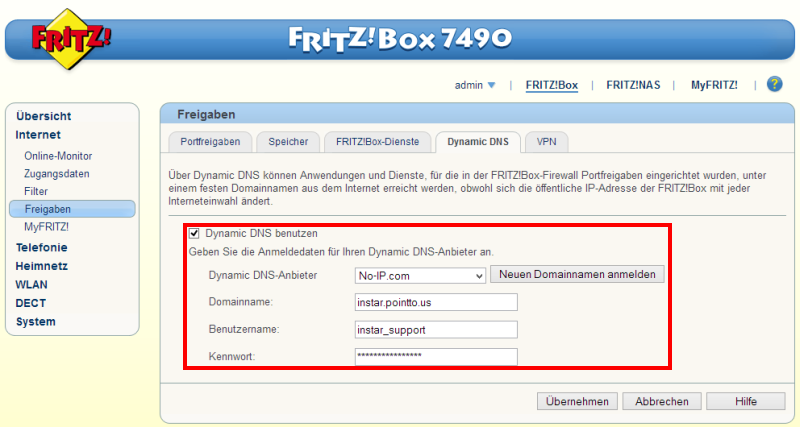 FRITZ!
FRITZ!Box 7490
admin | FRITZ!Box | FRITZ!NAS | MyFRITZ! | ?
Übersicht
Internet
Online-Monitor
Zugangsdaten
Filter
Freigaben
MyFRITZ!
Telefonie
Heimnetz
WLAN
DECT
System
Freigaben
Portfreigaben Speicher FRITZ!Box-Dienste Dynamic DNS VPN
Über Dynamic DNS können Anwendungen und Dienste, für die in der FRITZ!Box-Firewall Portfreigaben eingerichtet wurden, unter
einem festen Domainnamen aus dem Internet erreicht werden, obwohl sich die öffentliche IP-Adresse der FRITZ!Box mit jeder
Interneteinwahl ändert.
Dynamic DNS benutzen
Geben Sie die Anmeldedaten für Ihren Dynamic DNS-Anbieter an.
Dynamic DNS-Anbieter No-IP.com Neuen Domainnamen anmelden
Domainname: instar.pointto.us
Benutzername: instar_support
Kennwort: ****************
Übernehmen Abbrechen Hilfe